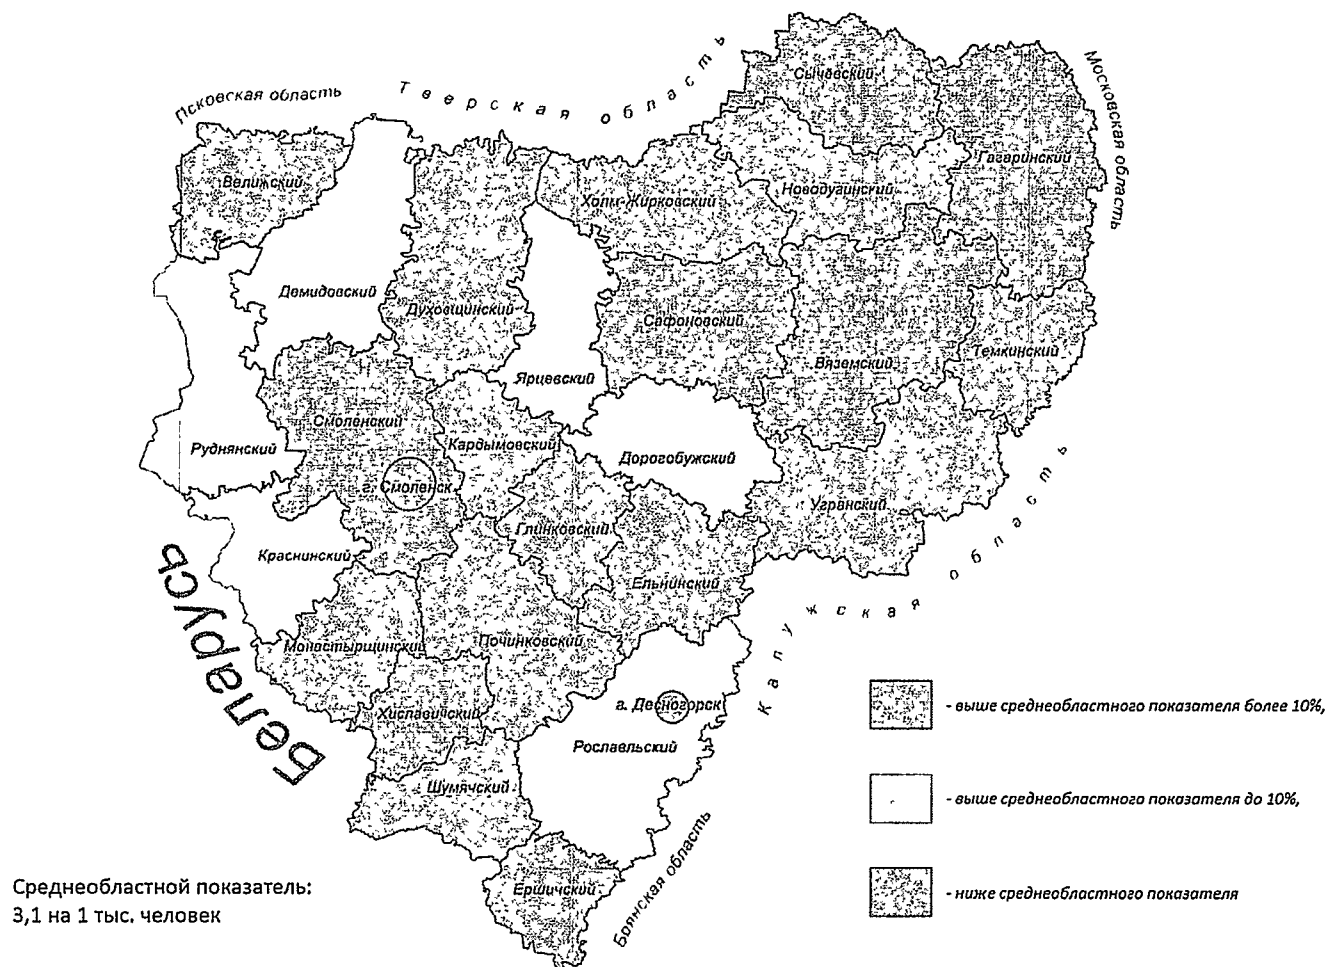 Псковская область
Тверская область
Московская область
Сычевский
Гагаринский
Велижский
Холм-Жирковский
Новодугинский
Демидовский
Духовщинский
Сафоновский
Темкинский
Вяземский
Ярцевский
Смоленский
Руднянский
Кардымовский
Дорогобужский
г. Смоленск
Угранский
Глинковский
Краснинский
Ельнинский
Беларусь
Монастырщинский
Починковский
Калужская область
Хиславичский
г. Десногорск
Рославльский
Шумячский
Ершичский
Брянская область
- выше среднеобластного показателя более 10%,
- выше среднеобластного показателя до 10%,
- ниже среднеобластного показателя
Среднеобластной показатель:
3,1 на 1 тыс. человек